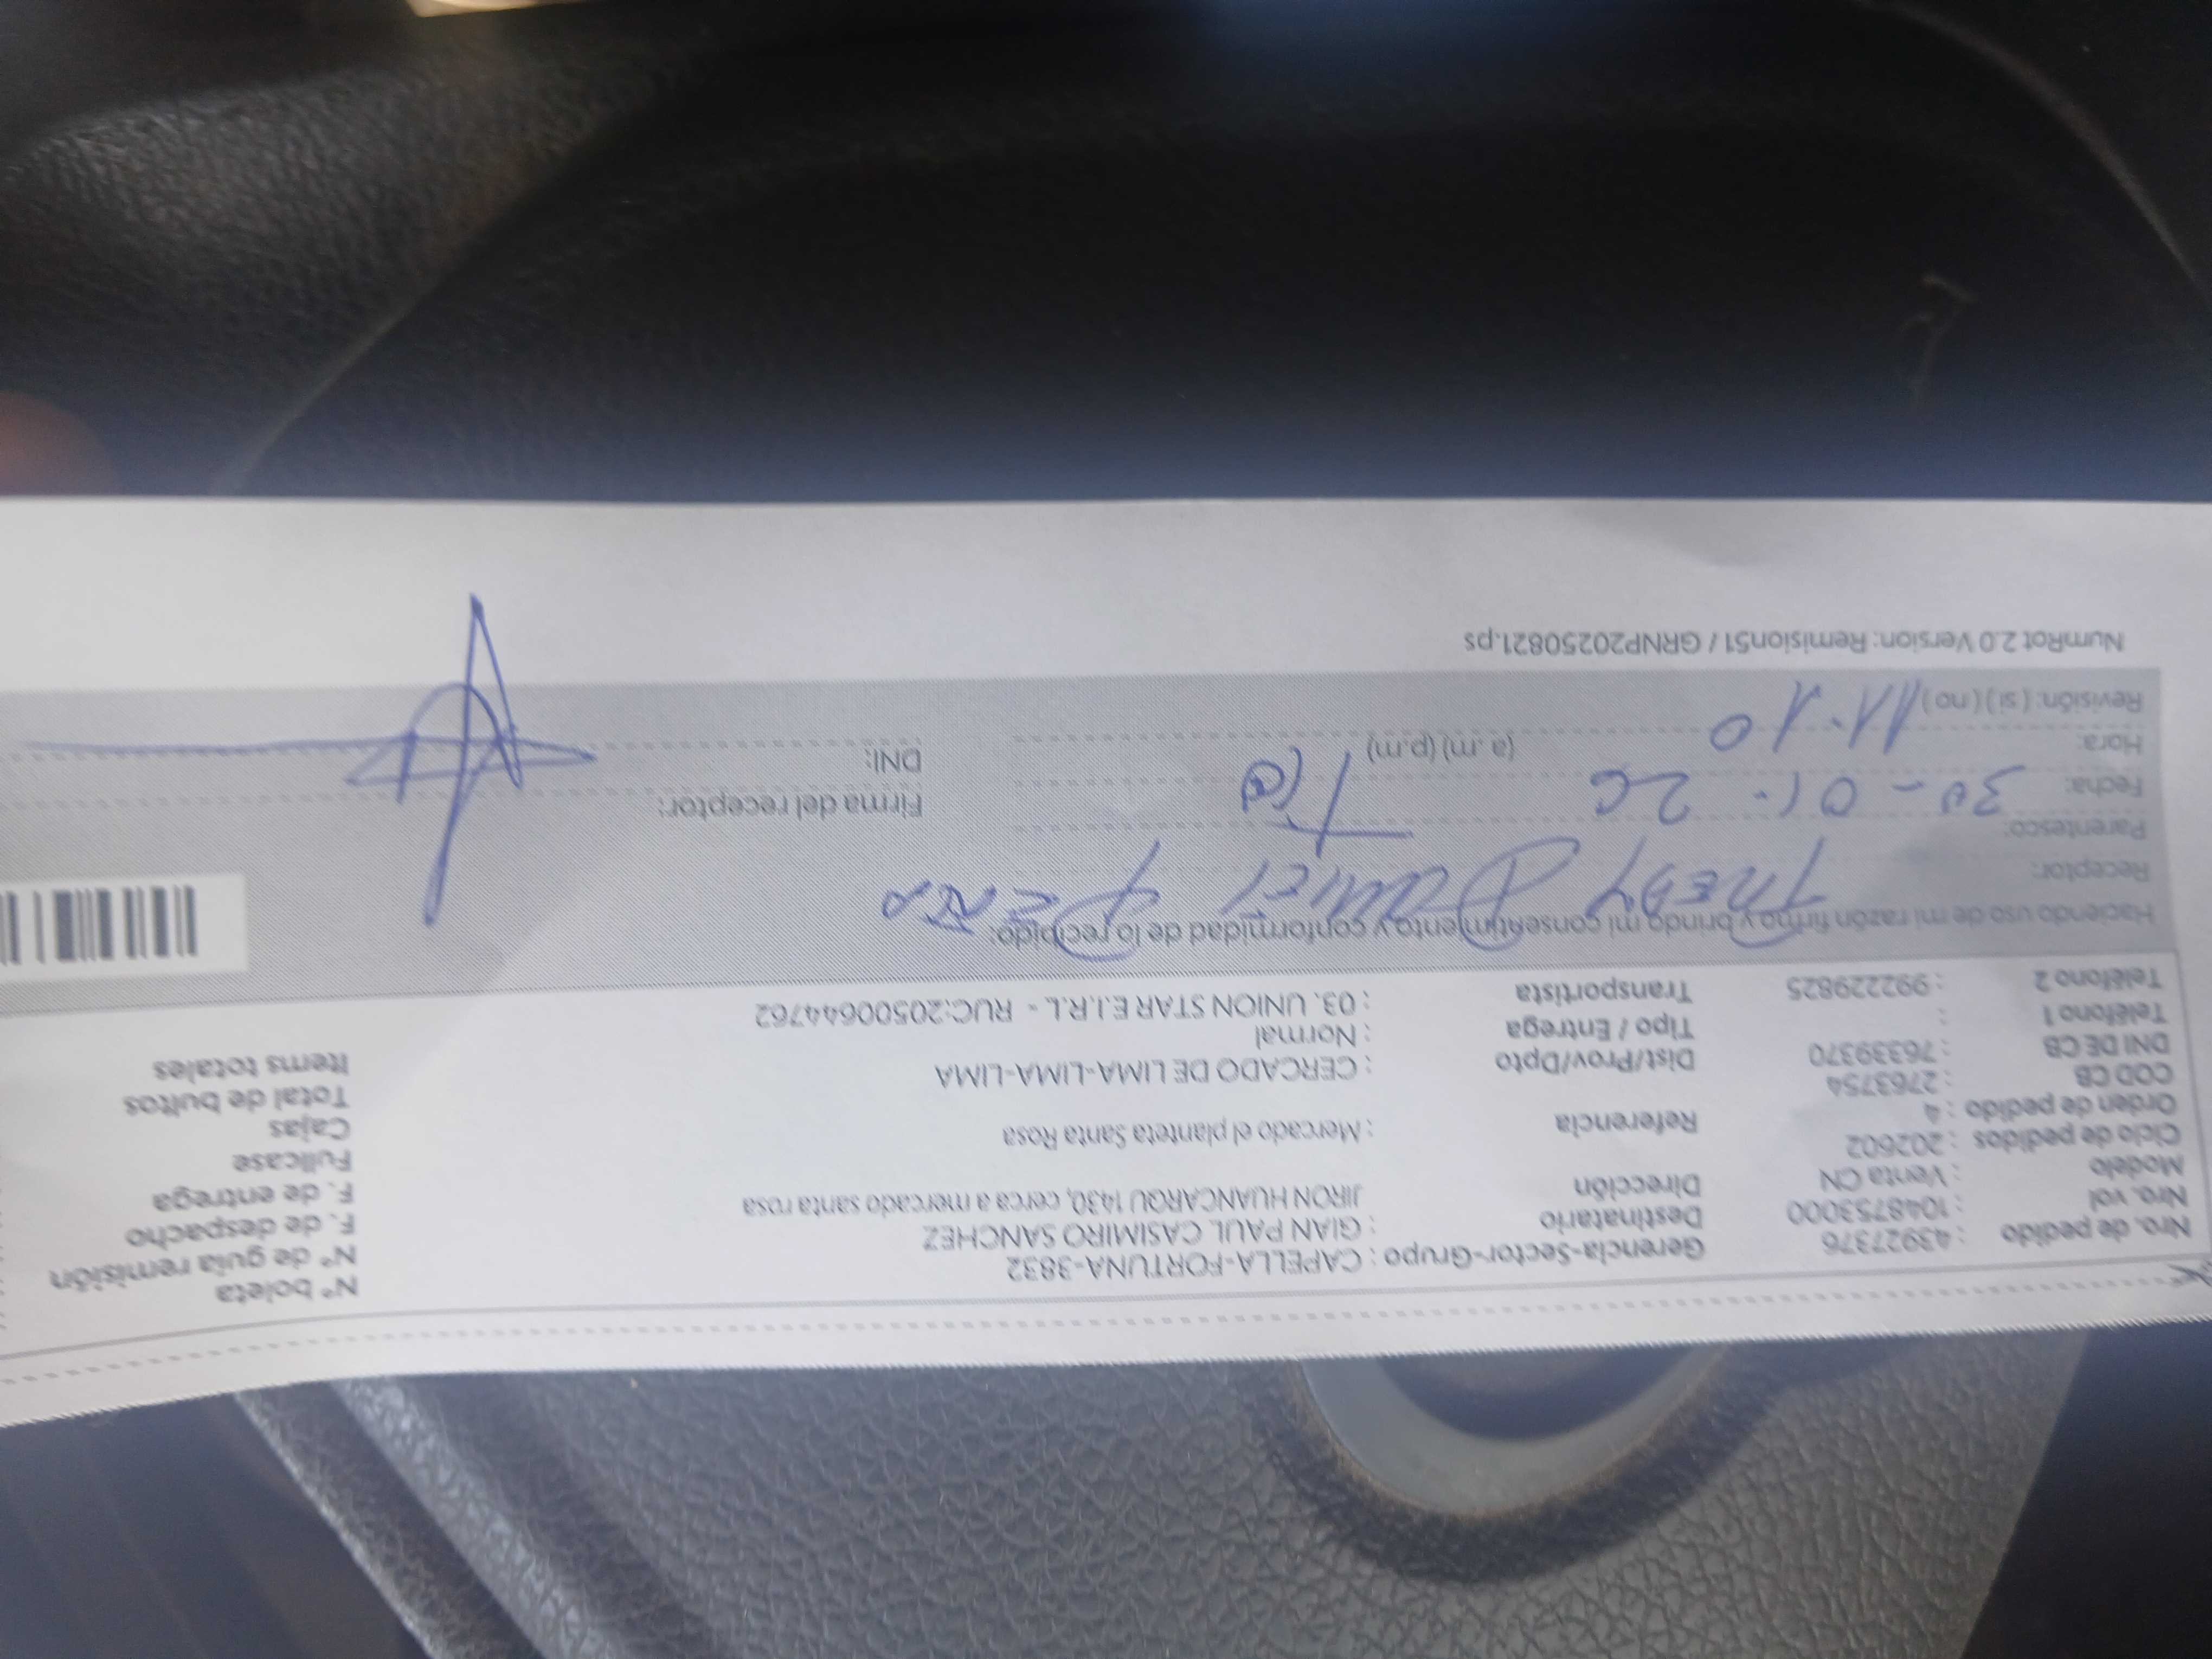 Nro. de pedido : 43927376
Nro. vol : 1048753000
Modelo : Venta CN
Ciclo de pedidos : 202602
Orden de pedido : 4
COD CB : 2763754
DNI DE CB : 76339370
Teléfono 1 :
Teléfono 2 : 992229825
Gerencia-Sector-Grupo : CAPELLA-FORTUNA-3832
Destinatario : GIAN PAUL CASIMIRO SANCHEZ
Dirección JIRON HUANCARQU 1430, cerca a mercado santa rosa
Referencia : Mercado el planteta Santa Rosa
Dist/Prov/Dpto : CERCADO DE LIMA-LIMA-LIMA
Tipo / Entrega : Normal
Transportista : 03. UNION STAR E.I.R.L - RUC:20500644762
N° boleta
N° de guía remisión
F. de despacho
F. de entrega
Fullcase
Cajas
Total de bultos
Items totales
Haciendo uso de mi razón firmo y brindo mi consentimiento y conformidad de lo recibido:
Receptor: Daniel
Parentesco:
Fecha: 30-01-26
Hora: 11.10 (a. m) (p.m)
Revisión: ( si ) ( no )
Firma del receptor:
DNI:
NumRot 2.0 Version: Remision51 / GRNP20250821.ps